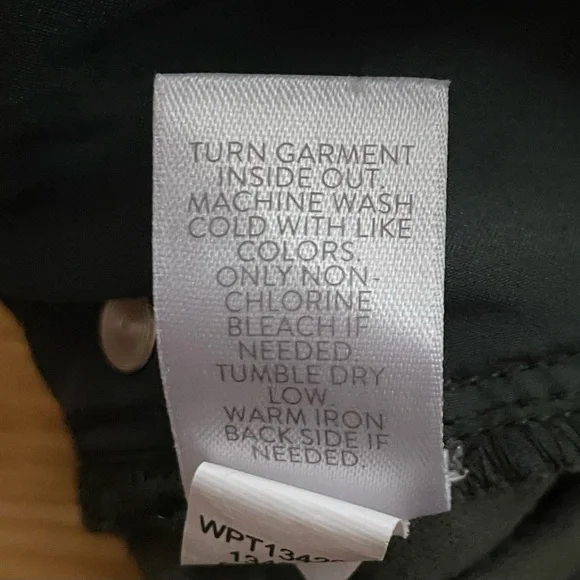 TURN GARMENT
INSIDE OUT.
MACHINE WASH
COLD WITH LIKE
COLORS.
ONLY NON-
CHLORINE
BLEACH IF
NEEDED.
TUMBLE DRY
LOW.
WARM IRON
BACK SIDE IF
NEEDED.